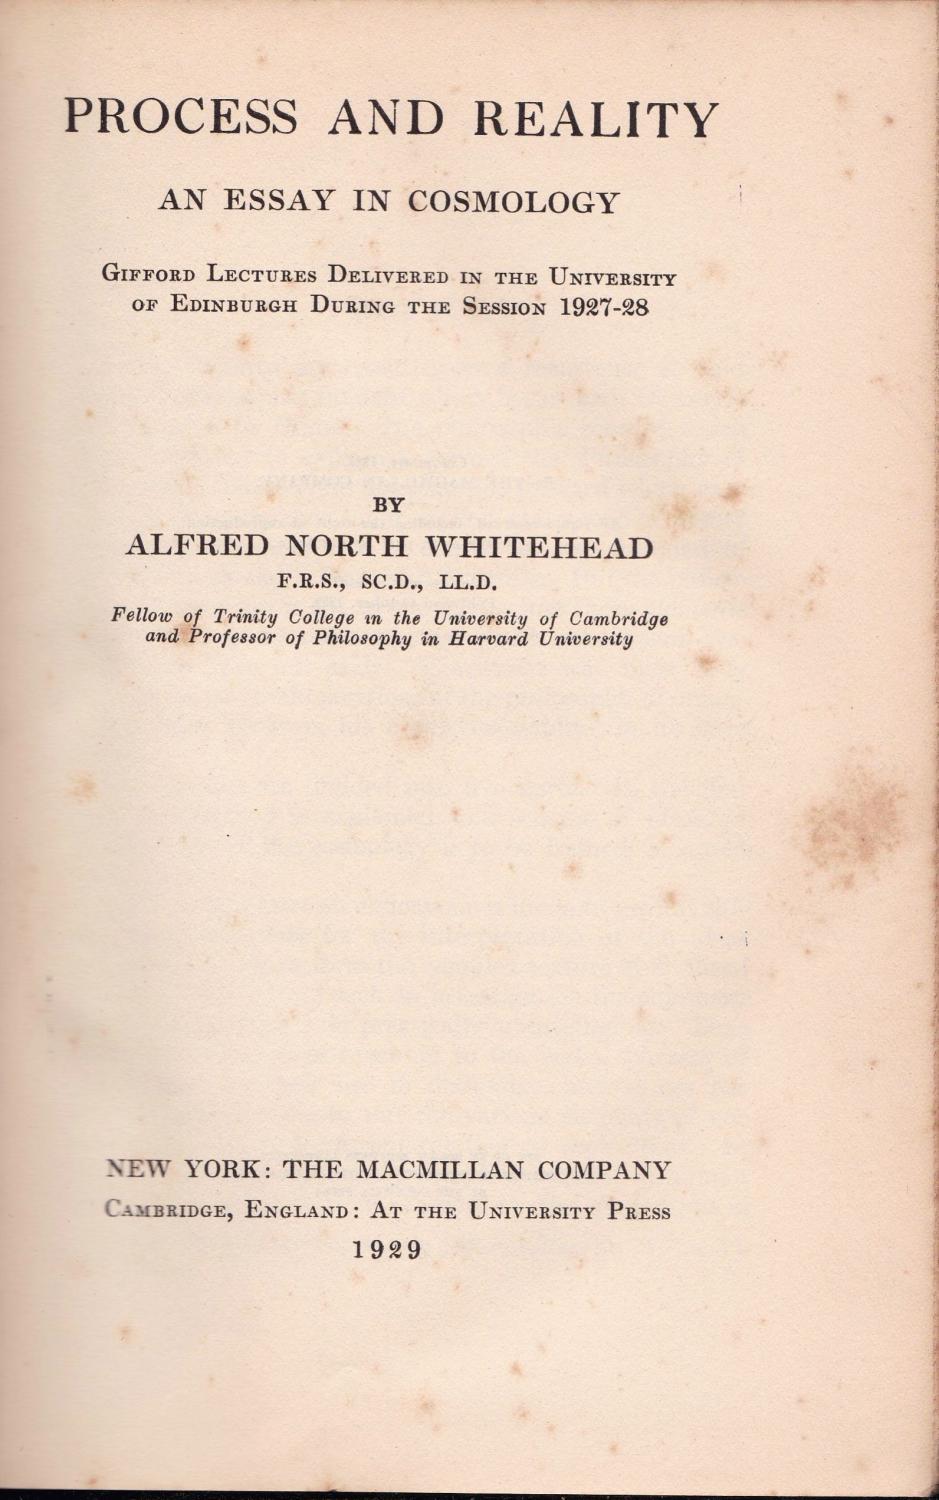 PROCESS AND REALITY
AN ESSAY IN COSMOLOGY
GIFFORD LECTURES DELIVERED IN THE UNIVERSITY
OF EDINBURGH DURING THE SESSION 1927-28
BY
ALFRED NORTH WHITEHEAD
F.R.S., SC.D., LL.D.
Fellow of Trinity College in the University of Cambridge
and Professor of Philosophy in Harvard University
NEW YORK: THE MACMILLAN COMPANY
CAMBRIDGE, ENGLAND: AT THE UNIVERSITY PRESS
1929